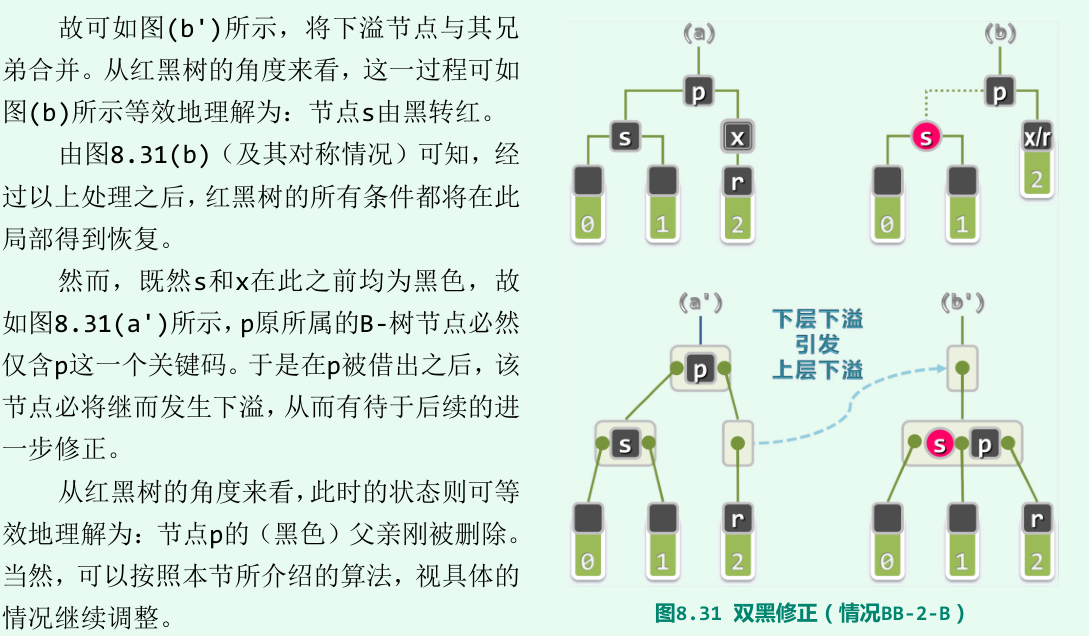 故可如图(b')所示，将下溢节点与其兄
弟合并。从红黑树的角度来看，这一过程可如
图(b)所示等效地理解为：节点s由黑转红。
由图8.31(b)（及其对称情况）可知，经
过以上处理之后，红黑树的所有条件都将在此
局部得到恢复。
然而，既然s和x在此之前均为黑色，故
如图8.31(a')所示，p原所属的B-树节点必然
仅含p这一个关键码。于是在p被借出之后，该
节点必将继而发生下溢，从而有待于后续的进
一步修正。
从红黑树的角度来看，此时的状态则可等
效地理解为：节点p的（黑色）父亲刚被删除。
当然，可以按照本节所介绍的算法，视具体的
情况继续调整。
(a)
p
s
x
r
0
1
2
(b)
p
s
x/r
0
1
2
(a')
p
s
r
0
1
2
下层下溢
引发
上层下溢
(b')
s p
r
0
1
2
图8.31 双黑修正（情况BB-2-B）